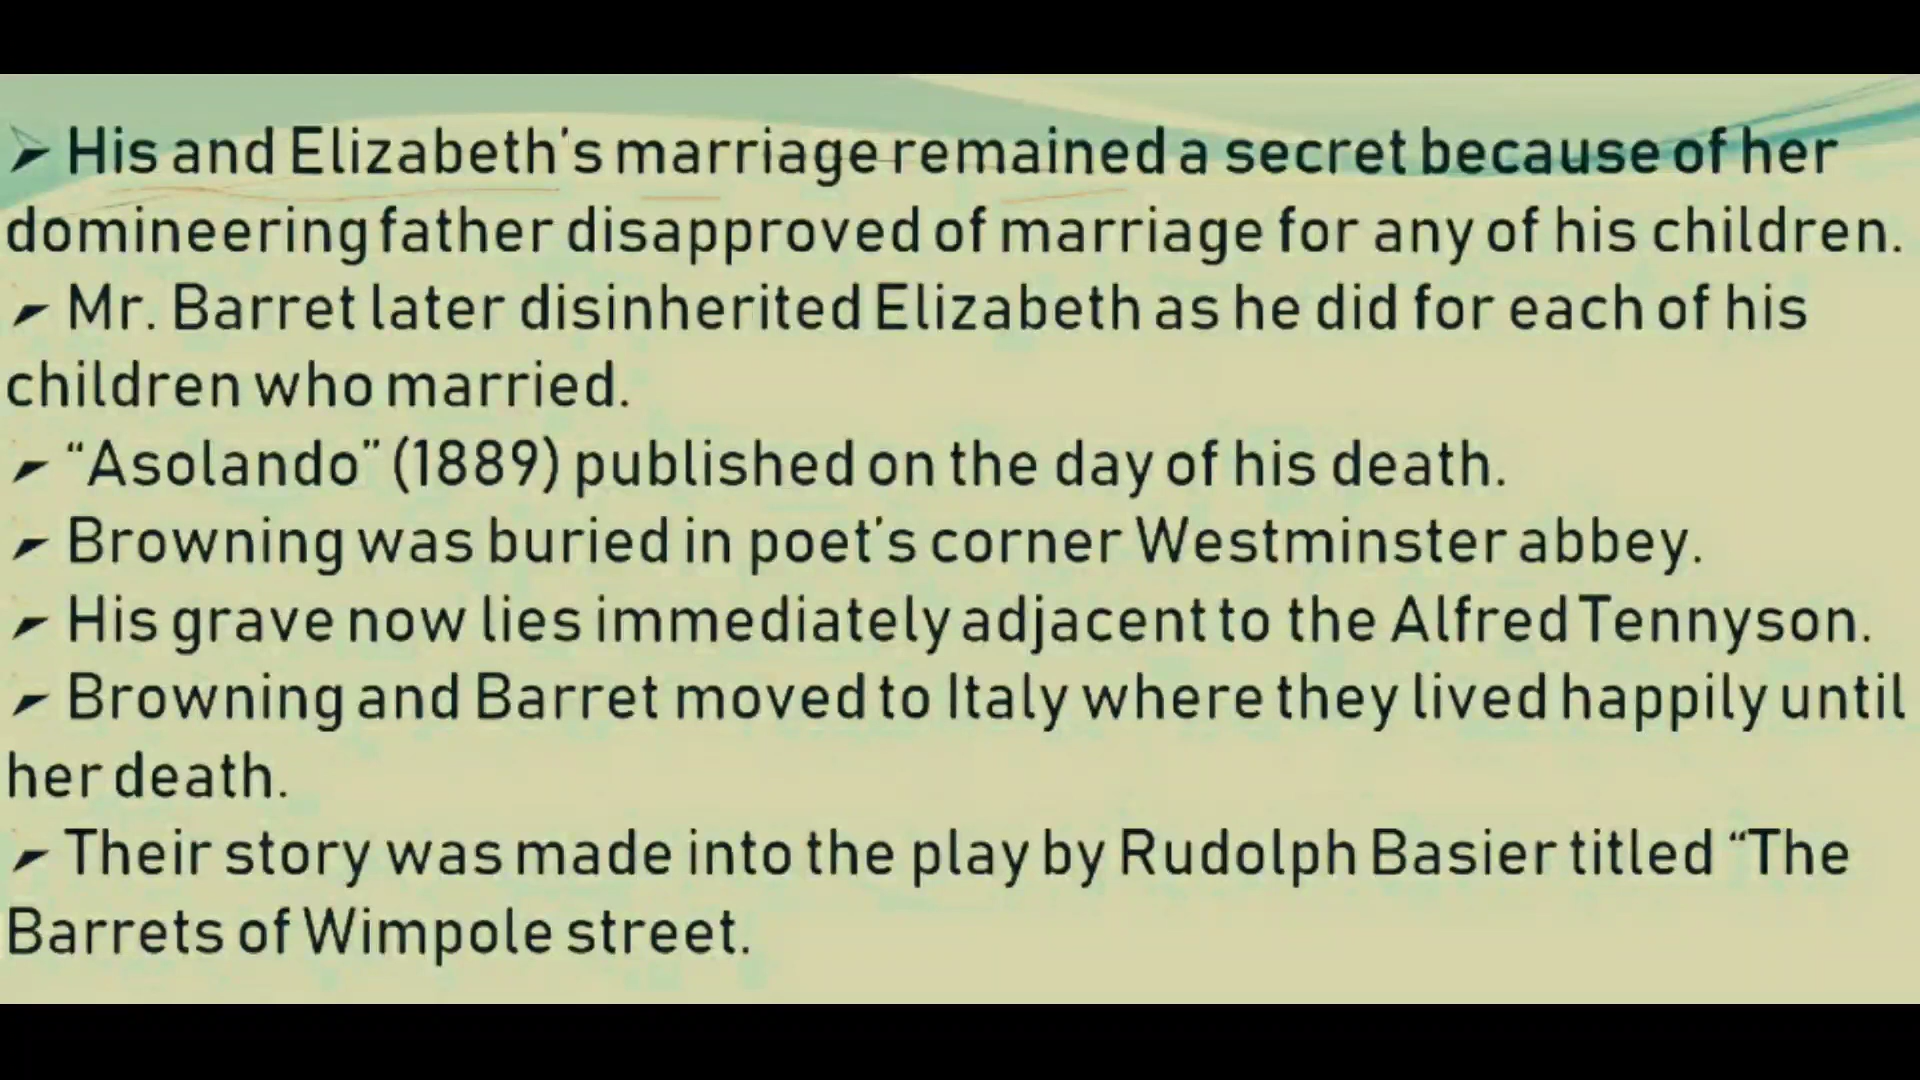 ➤ His and Elizabeth's marriage remained a secret because of her
domineering father disapproved of marriage for any of his children.
➤ Mr. Barret later disinherited Elizabeth as he did for each of his
children who married.
➤ “Asolando” (1889) published on the day of his death.
➤ Browning was buried in poet's corner Westminster abbey.
➤ His grave now lies immediately adjacent to the Alfred Tennyson.
➤ Browning and Barret moved to Italy where they lived happily until
her death.
➤ Their story was made into the play by Rudolph Basier titled “The
Barrets of Wimpole street.